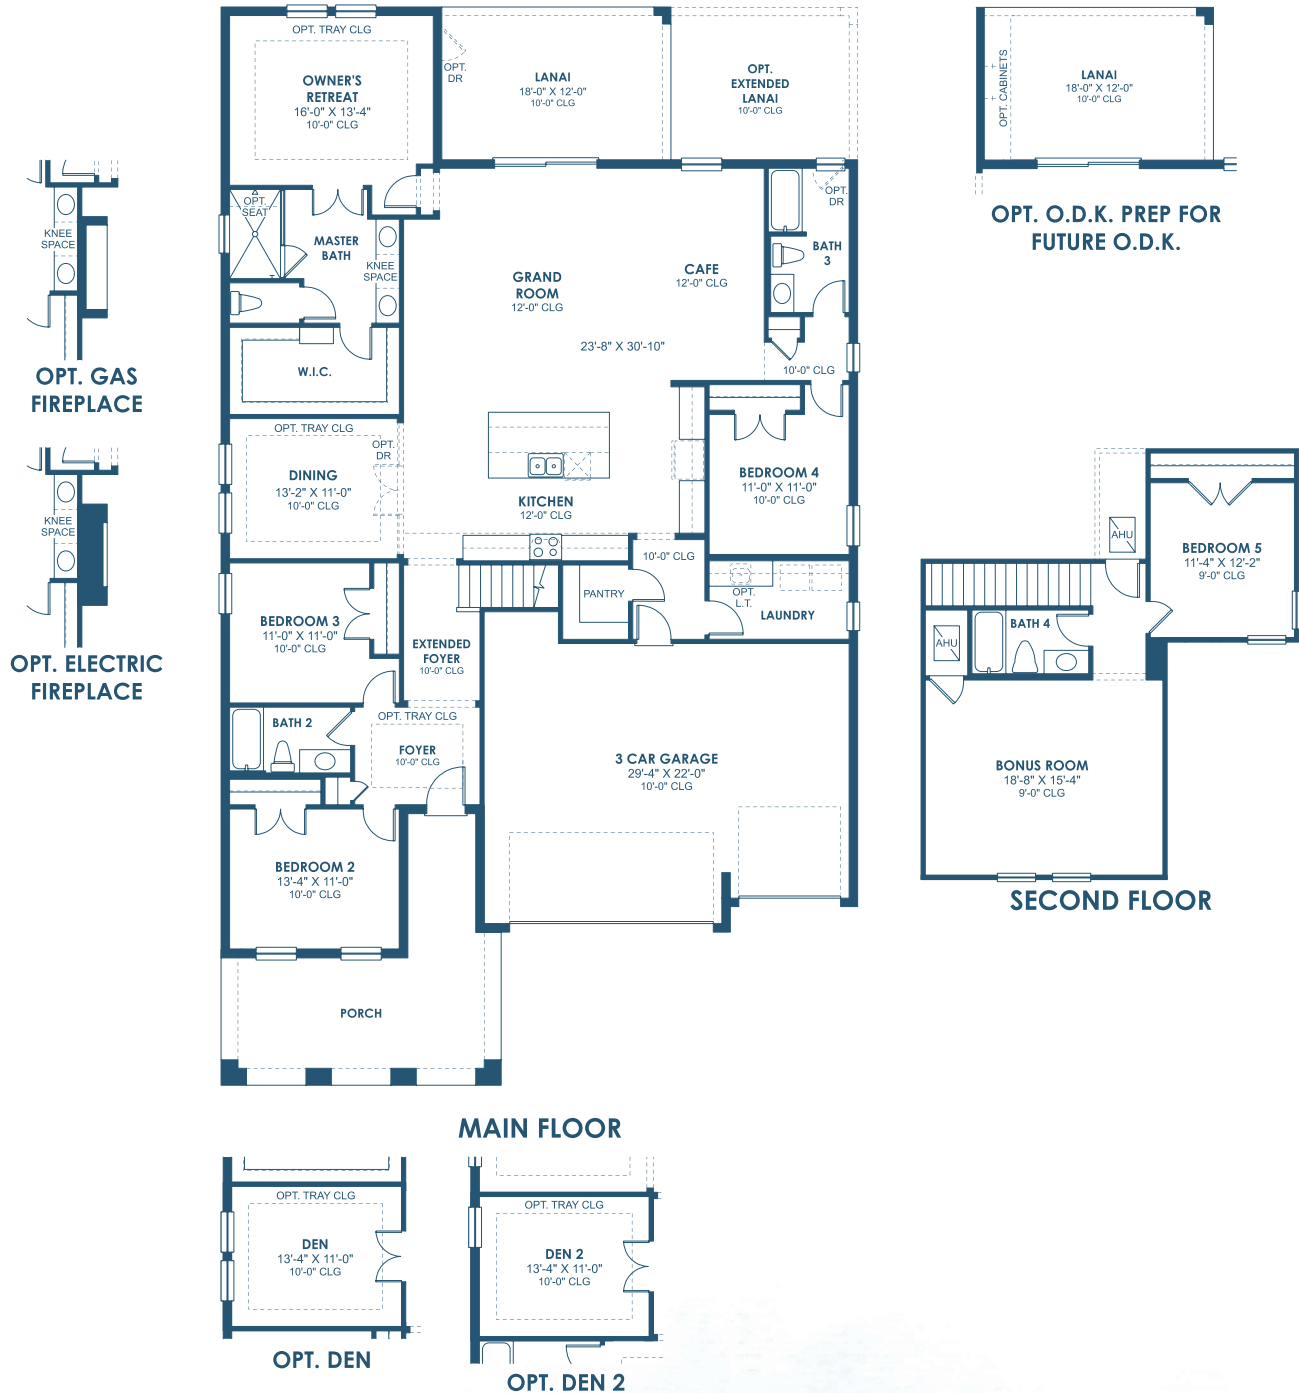 OPT. TRAY CLG
OWNER'S
RETREAT
16'-0" X 13'-4"
10'-0" CLG
OPT.
DR
LANAI
18'-0" X 12'-0"
10'-0" CLG
OPT.
EXTENDED
LANAI
10'-0" CLG
OPT. CABINETS
LANAI
18'-0" X 12'-0"
10'-0" CLG
OPT. O.D.K. PREP FOR
FUTURE O.D.K.
KNEE
SPACE
OPT. GAS
FIREPLACE
KNEE
SPACE
OPT. ELECTRIC
FIREPLACE
OPT.
SEAT
MASTER
BATH
KNEE
SPACE
W.I.C.
GRAND
ROOM
12'-0" CLG
CAFE
12'-0" CLG
23'-8" X 30'-10"
OPT.
DR
BATH
3
10'-0" CLG
OPT. TRAY CLG
OPT.
DR
DINING
13'-2" X 11'-0"
10'-0" CLG
KITCHEN
12'-0" CLG
BEDROOM 4
11'-0" X 11'-0"
10'-0" CLG
10'-0" CLG
PANTRY
OPT.
L.T.
LAUNDRY
BEDROOM 3
11'-0" X 11'-0"
10'-0" CLG
EXTENDED
FOYER
10'-0" CLG
BATH 2
OPT. TRAY CLG
FOYER
10'-0" CLG
3 CAR GARAGE
29'-4" X 22'-0"
10'-0" CLG
BEDROOM 2
13'-4" X 11'-0"
10'-0" CLG
PORCH
MAIN FLOOR
AHU
BEDROOM 5
11'-4" X 12'-2"
9'-0" CLG
BATH 4
AHU
BONUS ROOM
18'-8" X 15'-4"
9'-0" CLG
SECOND FLOOR
OPT. TRAY CLG
DEN
13'-4" X 11'-0"
10'-0" CLG
OPT. DEN
OPT. TRAY CLG
DEN 2
13'-4" X 11'-0"
10'-0" CLG
OPT. DEN 2